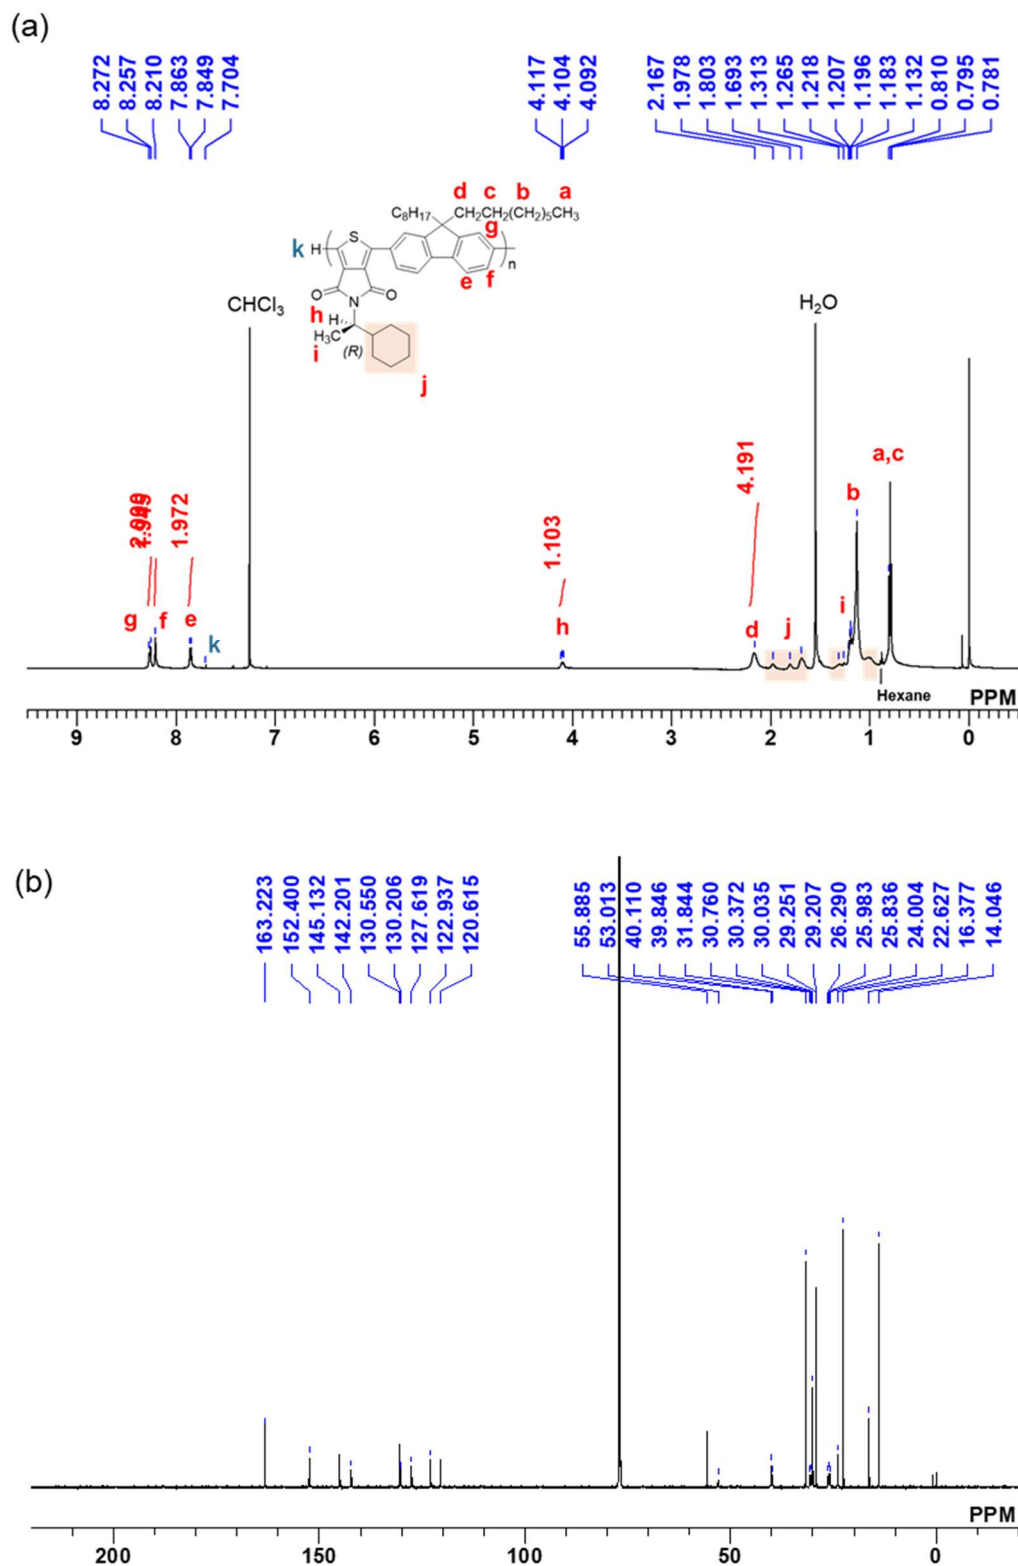 (a)
8.272
8.257
8.210
7.863
7.849
7.704
4.117
4.104
4.092
2.167
1.978
1.803
1.693
1.313
1.265
1.218
1.207
1.196
1.183
1.132
0.810
0.795
0.781
d c b a
C8H17 CH2CH2(CH2)5CH3
g
k H S n
e f
O N O
h H
H3C
i (R)
j
CHCl3
H2O
2.000
1.972
1.103
4.191
a,c
b
g f e k
h
d j i
Hexane
PPM
9 8 7 6 5 4 3 2 1 0
(b)
163.223
152.400
145.132
142.201
130.550
130.206
127.619
122.937
120.615
55.885
53.013
40.110
39.846
31.844
30.760
30.372
30.035
29.251
29.207
26.290
25.983
25.836
24.004
22.627
16.377
14.046
PPM
200 150 100 50 0